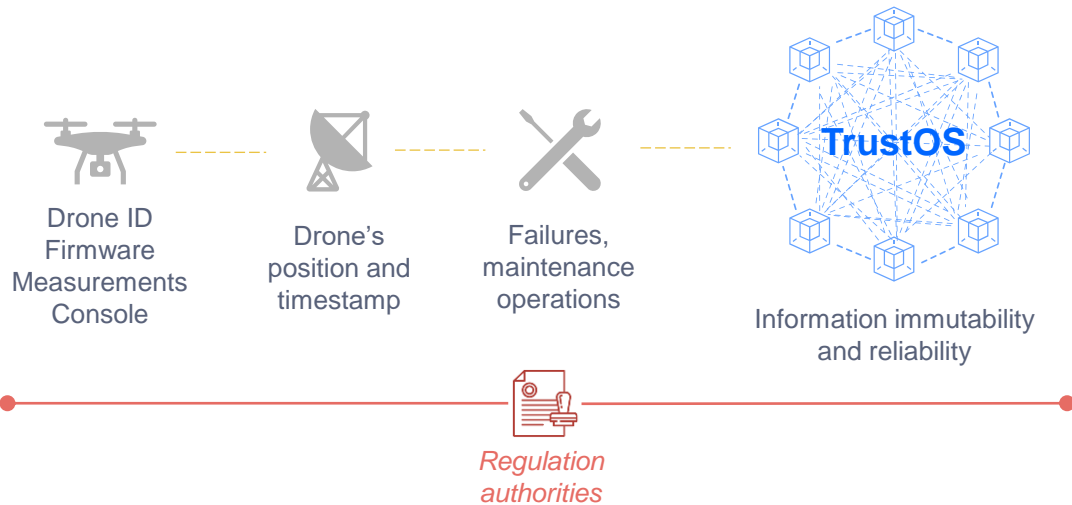 Drone ID
Firmware
Measurements
Console
Drone's
position and
timestamp
Failures,
maintenance
operations
TrustOS
Information immutability
and reliability
Regulation
authorities